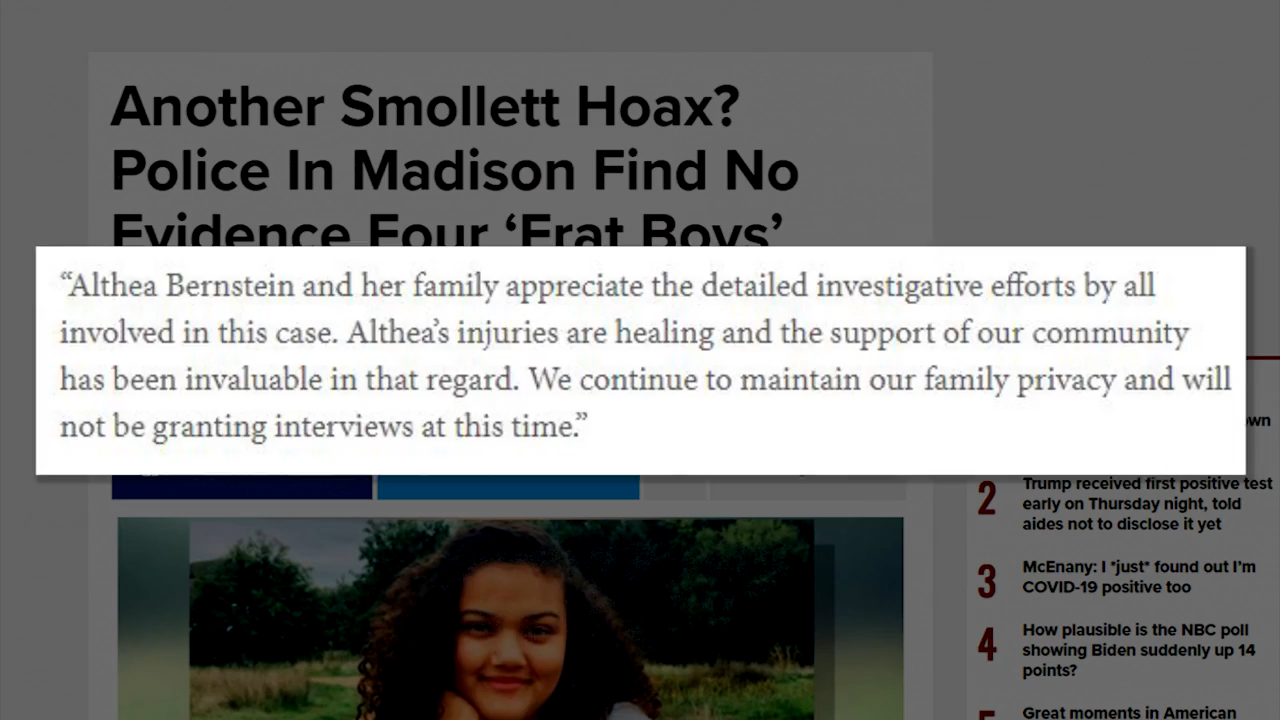 Another Smollett Hoax?
Police In Madison Find No
Evidence Four ‘Frat Boys’
“Althea Bernstein and her family appreciate the detailed investigative efforts by all
involved in this case. Althea’s injuries are healing and the support of our community
has been invaluable in that regard. We continue to maintain our family privacy and will
not be granting interviews at this time.”
2
Trump received first positive test
early on Thursday night, told
aides not to disclose it yet
3
McEnany: I *just* found out I’m
COVID-19 positive too
4
How plausible is the NBC poll
showing Biden suddenly up 14
points?
Great moments in American